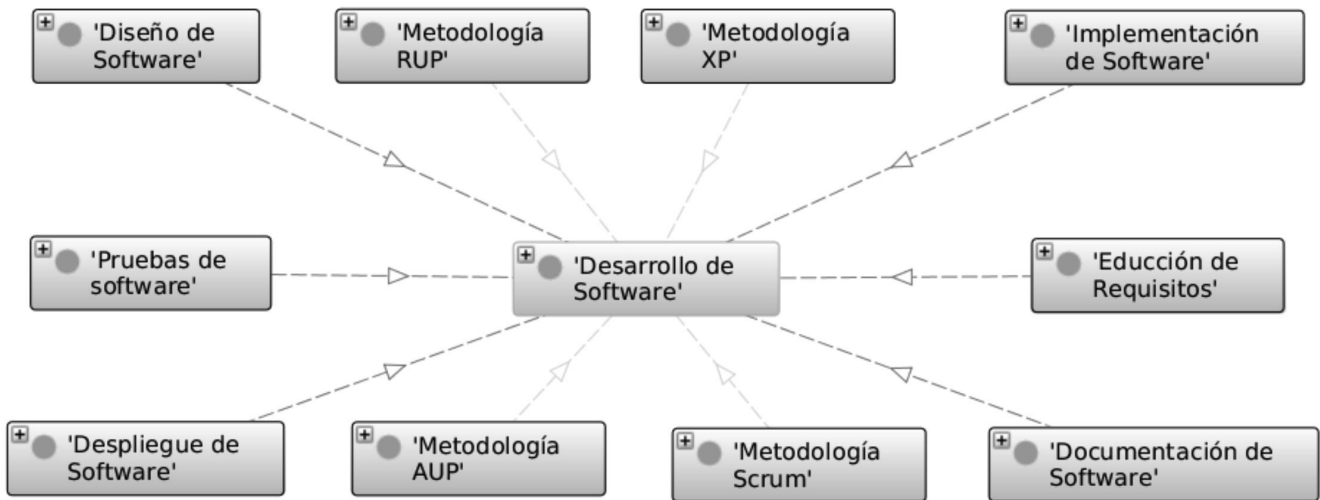 'Diseño de
Software'
'Metodología
RUP'
'Metodología
XP'
'Implementación
de Software'
'Pruebas de
software'
'Desarrollo de
Software'
'Educción de
Requisitos'
'Despliegue de
Software'
'Metodología
AUP'
'Metodología
Scrum'
'Documentación de
Software'